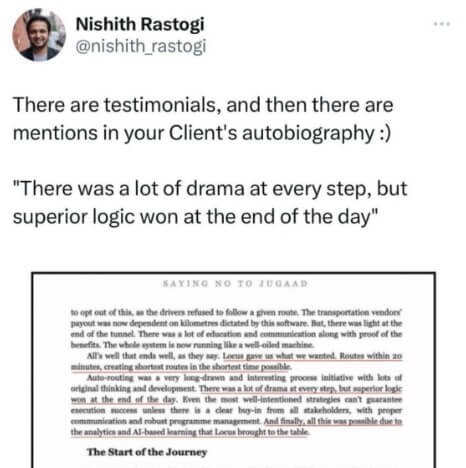 Nishith Rastogi
@nishith_rastogi
There are testimonials, and then there are
mentions in your Client's autobiography :)
"There was a lot of drama at every step, but
superior logic won at the end of the day"
SAYING NO TO JUGAAD
to opt out of this, as the drivers refused to follow a given route. The transportation vendors'
payout was now dependent on kilometres dictated by this software. But, there was light at the
end of the tunnel. There was a lot of education and communication along with proof of the
benefits. The whole system is now running like a well-oiled machine.
All's well that ends well, as they say. Locus gave us what we wanted. Routes within 20
minutes, creating shortest routes in the shortest time possible.
Auto-routing was a very long-drawn and interesting process initiative with lots of
original thinking and development. There was a lot of drama at every step, but superior logic
won at the end of the day. Even the most well-intentioned strategies can't guarantee
execution success unless there is a clear buy-in from all stakeholders, with proper
communication and robust programme management. And finally, all this was possible due to
the analytics and AI-based learning that Locus brought to the table.
The Start of the Journey